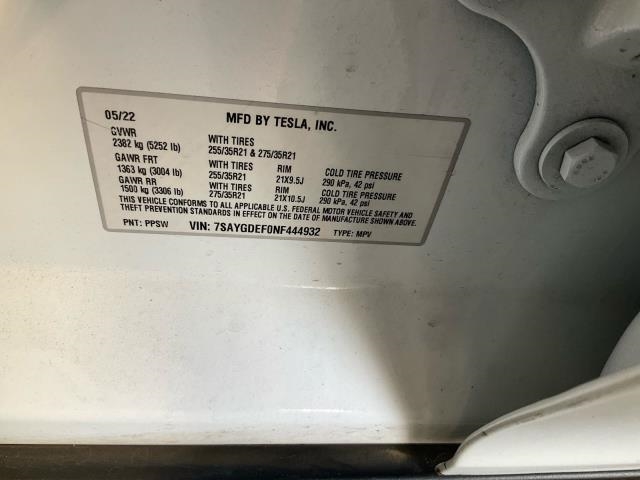 05/22 MFD BY TESLA, INC.
GVWR WITH TIRES
2382 kg (5252 lb) 255/35R21 & 275/35R21
GAWR FRT WITH TIRES RIM COLD TIRE PRESSURE
1363 kg (3004 lb) 255/35R21 21X9.5J 290 kPa, 42 psi
GAWR RR WITH TIRES RIM COLD TIRE PRESSURE
1500 kg (3306 lb) 275/35R21 21X10.5J 290 kPa, 42 psi
THIS VEHICLE CONFORMS TO ALL APPLICABLE U.S. FEDERAL MOTOR VEHICLE SAFETY AND
THEFT PREVENTION STANDARDS IN EFFECT ON THE DATE OF MANUFACTURE SHOWN ABOVE.
PNT: PPSW VIN: 7SAYGDEF0NF444932 TYPE: MPV